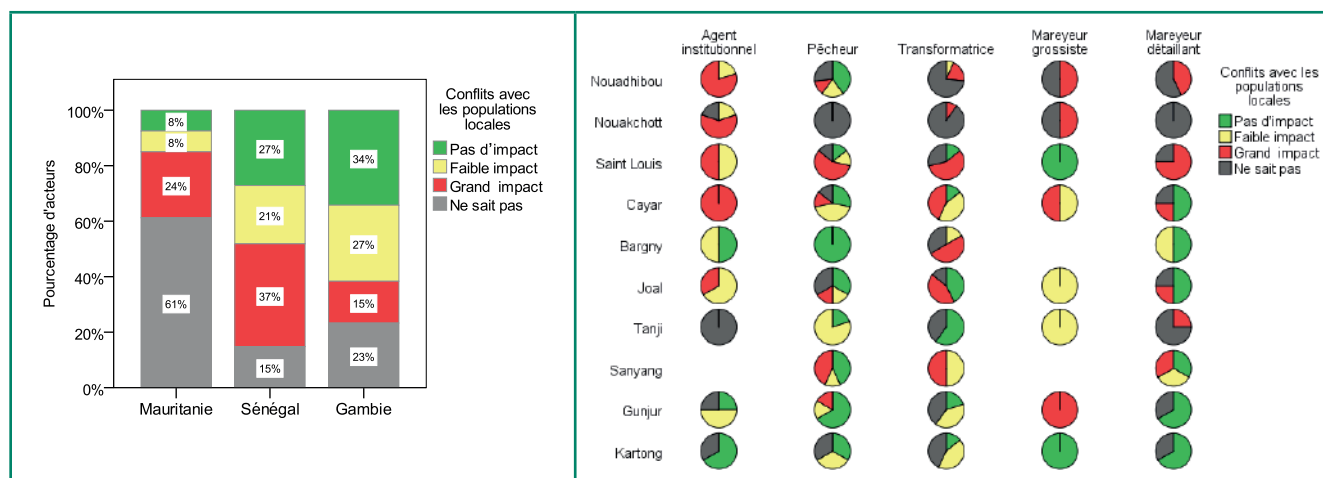 Conflits avec
les populations
locales
Pas d'impact
Faible impact
Grand impact
Ne sait pas
Pourcentage d'acteurs
100%
80%
60%
40%
20%
0%
8%
8%
24%
61%
27%
21%
37%
15%
34%
27%
15%
23%
Mauritanie
Sénégal
Gambie
Agent
institutionnel
Pêcheur
Transformatrice
Mareyeur
grossiste
Mareyeur
détaillant
Nouadhibou
Nouakchott
Saint Louis
Cayar
Bargny
Joal
Tanji
Sanyang
Gunjur
Kartong
Conflits avec les
populations
locales
Pas d'impact
Faible impact
Grand impact
Ne sait pas